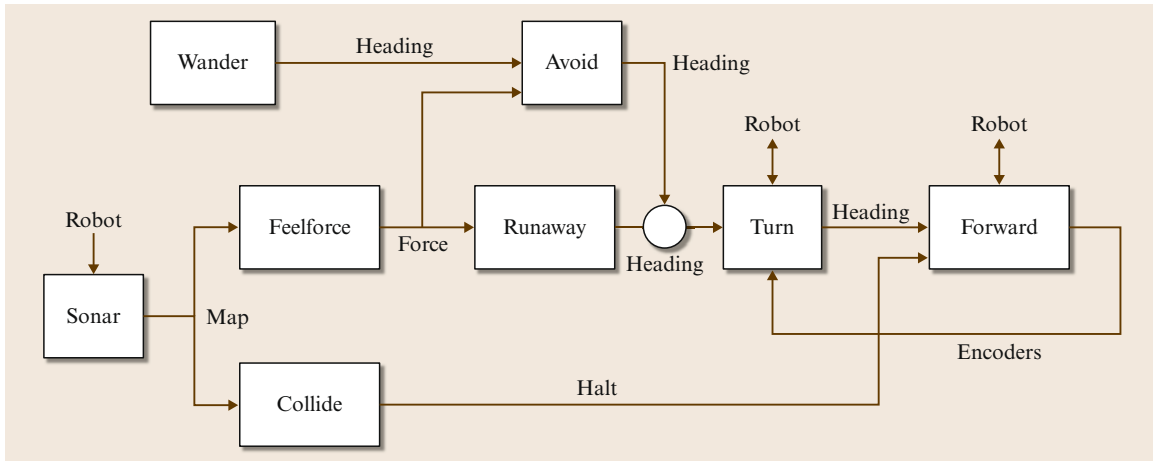 Wander
Heading
Avoid
Heading
Robot
Robot
Robot
Feelforce
Force
Runaway
Heading
Turn
Heading
Forward
Sonar
Map
Encoders
Collide
Halt